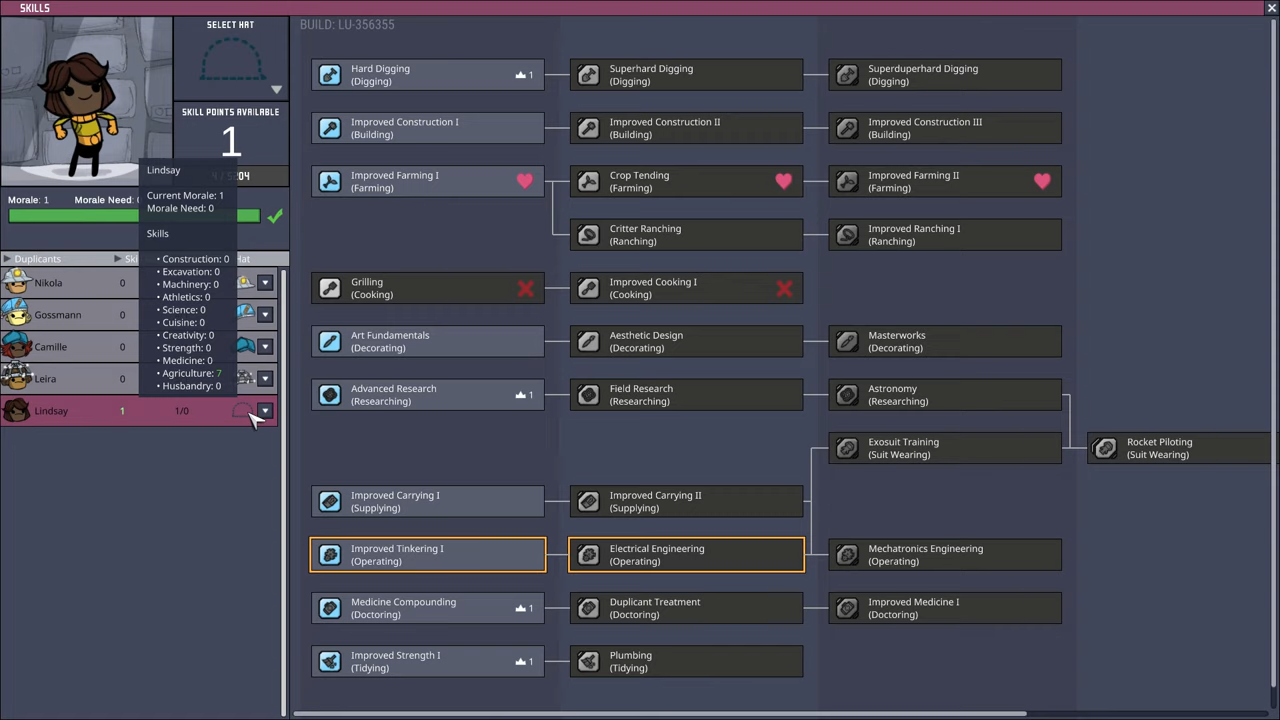 SKILLS
SELECT HAT
SKILL POINTS AVAILABLE
1
Morale: 1
Morale Need:
Lindsay
Current Morale: 1
Morale Need: 0
Skills
• Construction: 0
• Excavation: 0
• Machinery: 0
• Athletics: 0
• Science: 0
• Cuisine: 0
• Creativity: 0
• Strength: 0
• Medicine: 0
• Agriculture: 7
• Husbandry: 0
Duplicants
Hat
Nikola 0
Gossmann 0
Camille 0
Leira 0
Lindsay 1 1/0
BUILD: LU-356355
Hard Digging
(Digging)
1
Superhard Digging
(Digging)
Superduperhard Digging
(Digging)
Improved Construction I
(Building)
Improved Construction II
(Building)
Improved Construction III
(Building)
Improved Farming I
(Farming)
Crop Tending
(Farming)
Improved Farming II
(Farming)
Critter Ranching
(Ranching)
Improved Ranching I
(Ranching)
Grilling
(Cooking)
Improved Cooking I
(Cooking)
Art Fundamentals
(Decorating)
Aesthetic Design
(Decorating)
Masterworks
(Decorating)
Advanced Research
(Researching)
1
Field Research
(Researching)
Astronomy
(Researching)
Exosuit Training
(Suit Wearing)
Rocket Piloting
(Suit Wearing)
Improved Carrying I
(Supplying)
Improved Carrying II
(Supplying)
Improved Tinkering I
(Operating)
Electrical Engineering
(Operating)
Mechatronics Engineering
(Operating)
Medicine Compounding
(Doctoring)
1
Duplicant Treatment
(Doctoring)
Improved Medicine I
(Doctoring)
Improved Strength I
(Tidying)
1
Plumbing
(Tidying)